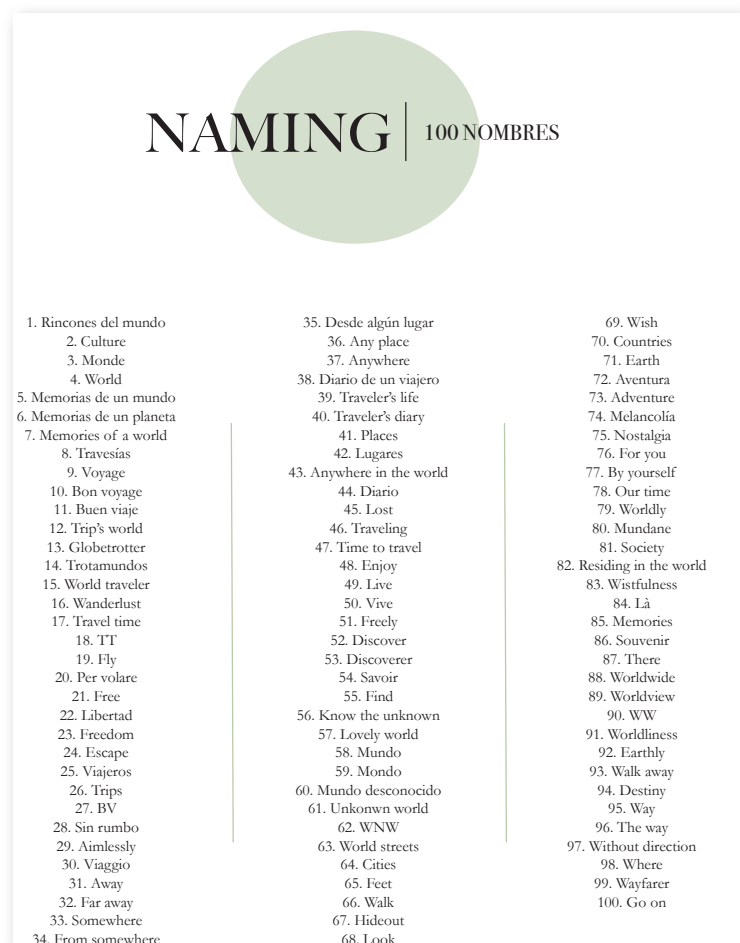 NAMING
100 NOMBRES
1. Rincones del mundo
2. Culture
3. Monde
4. World
5. Memorias de un mundo
6. Memorias de un planeta
7. Memories of a world
8. Travesías
9. Voyage
10. Bon voyage
11. Buen viaje
12. Trip’s world
13. Globetrotter
14. Trotamundos
15. World traveler
16. Wanderlust
17. Travel time
18. TT
19. Fly
20. Per volare
21. Free
22. Libertad
23. Freedom
24. Escape
25. Viajeros
26. Trips
27. BV
28. Sin rumbo
29. Aimlessly
30. Viaggio
31. Away
32. Far away
33. Somewhere
34. From somewhere
35. Desde algún lugar
36. Any place
37. Anywhere
38. Diario de un viajero
39. Traveler’s life
40. Traveler’s diary
41. Places
42. Lugares
43. Anywhere in the world
44. Diario
45. Lost
46. Traveling
47. Time to travel
48. Enjoy
49. Live
50. Vive
51. Freely
52. Discover
53. Discoverer
54. Savoir
55. Find
56. Know the unknown
57. Lovely world
58. Mundo
59. Mondo
60. Mundo desconocido
61. Unkonwn world
62. WNW
63. World streets
64. Cities
65. Feet
66. Walk
67. Hideout
68. Look
69. Wish
70. Countries
71. Earth
72. Aventura
73. Adventure
74. Melancolía
75. Nostalgia
76. For you
77. By yourself
78. Our time
79. Worldly
80. Mundane
81. Society
82. Residing in the world
83. Wistfulness
84. Là
85. Memories
86. Souvenir
87. There
88. Worldwide
89. Worldview
90. WW
91. Worldliness
92. Earthly
93. Walk away
94. Destiny
95. Way
96. The way
97. Without direction
98. Where
99. Wayfarer
100. Go on